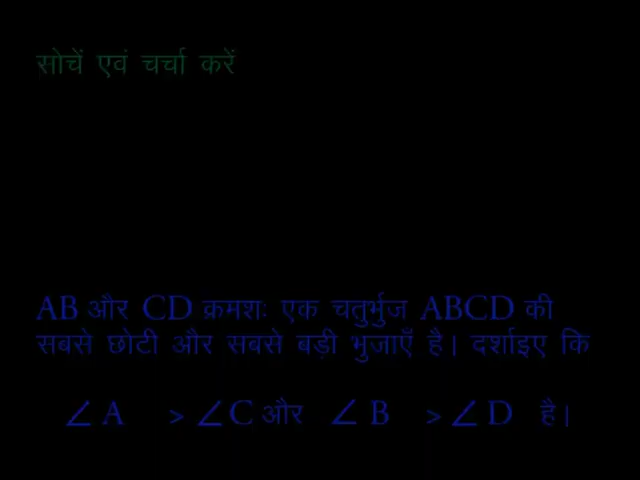 सोचें एवं चर्चा करें
AB और CD क्रमशः एक चतुर्भुज ABCD की
सबसे छोटी और सबसे बड़ी भुजाएँ है। दर्शाइए कि
∠ A > ∠ C और ∠ B > ∠ D है।